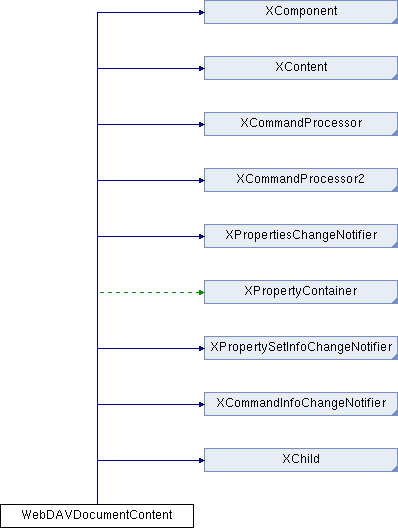 XComponent
XContent
XCommandProcessor
XCommandProcessor2
XPropertiesChangeNotifier
XPropertyContainer
XPropertySetInfoChangeNotifier
XCommandInfoChangeNotifier
XChild
WebDAVDocumentContent